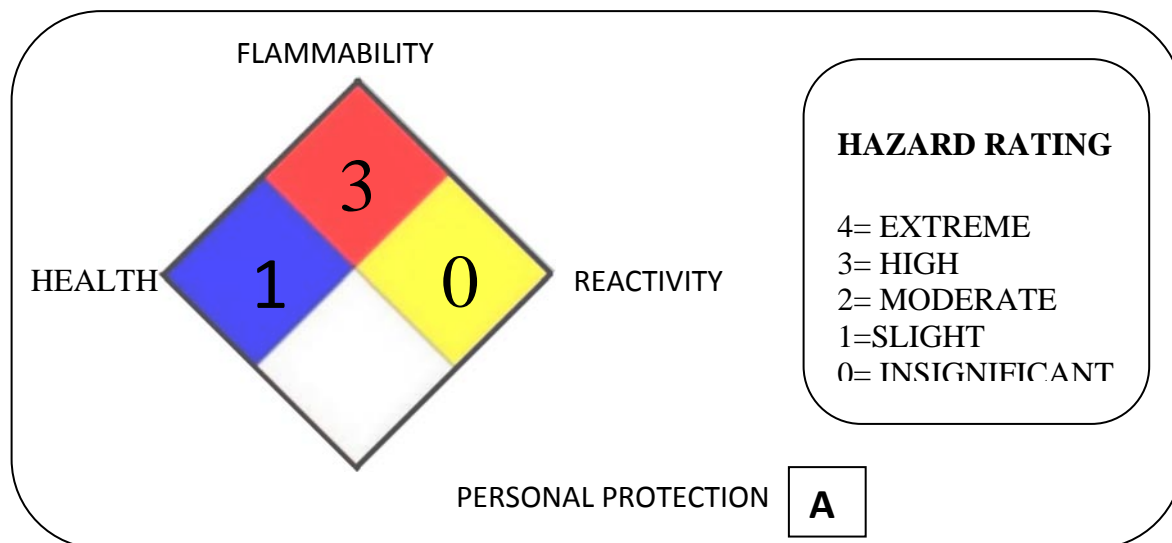 FLAMMABILITY
3
HEALTH
1
0
REACTIVITY
HAZARD RATING
4= EXTREME
3= HIGH
2= MODERATE
1=SLIGHT
0= INSIGNIFICANT
PERSONAL PROTECTION
A